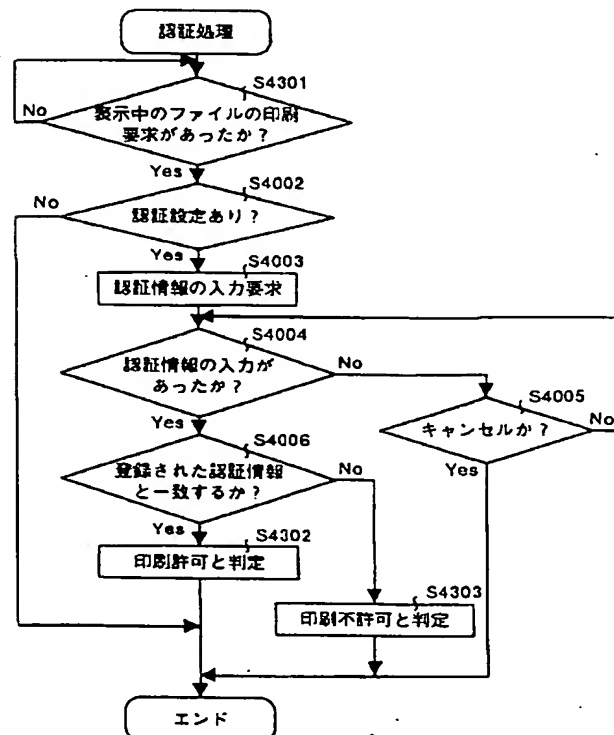 認証処理
S4301
No
表示中のファイルの印刷
要求があったか？
Yes
S4002
No
認証設定あり？
Yes
S4003
認証情報の入力要求
S4004
認証情報の入力が
あったか？
No
Yes
S4005
キャンセルか？
No
Yes
S4006
登録された認証情報
と一致するか？
No
Yes
S4302
印刷許可と判定
S4303
印刷不許可と判定
エンド